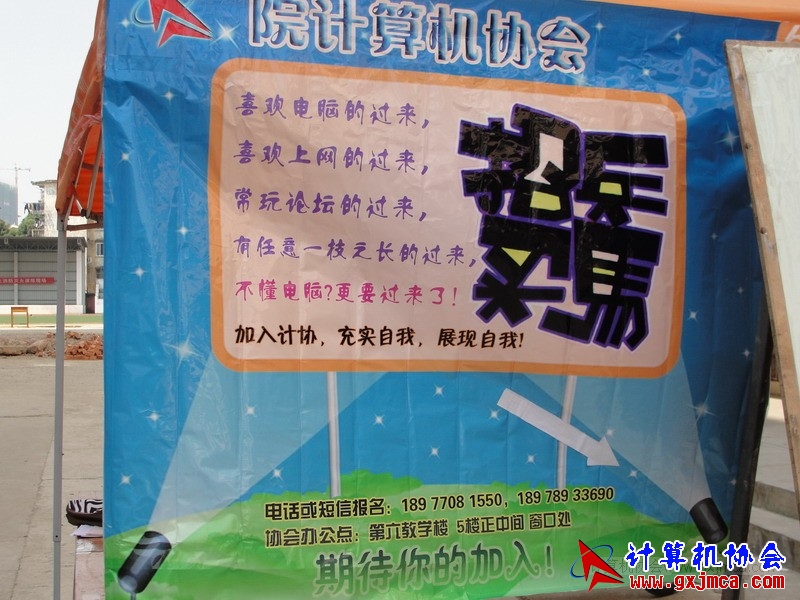 院计算机协会
喜欢电脑的过来,
喜欢上网的过来,
常玩论坛的过来,
有任意一技之长的过来,
不懂电脑?更要过来了!
加入计协,充实自我,展现自我!
招兵
买馬
电话或短信报名: 189 7708 1550, 189 7893 3690
协会办公点: 第六教学楼 5楼正中间 窗口处
期待你的加入!
计算机协会
www.gxjmca.com